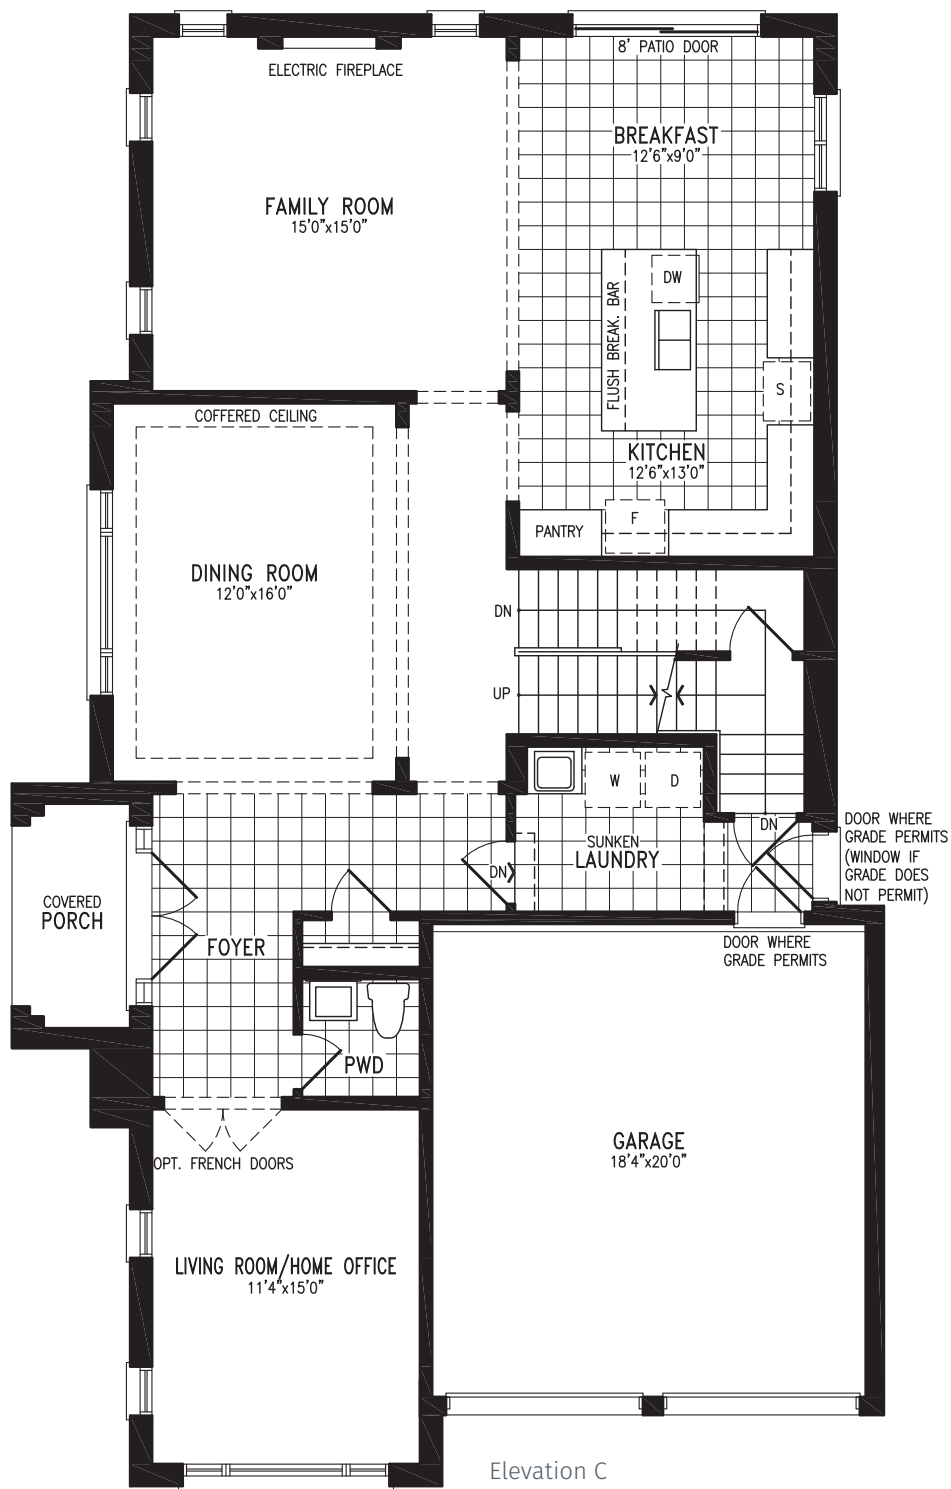 8' PATIO DOOR
ELECTRIC FIREPLACE
BREAKFAST
12'6"x9'0"
FAMILY ROOM
15'0"x15'0"
DW
FLUSH BREAK. BAR
S
COFFERED CEILING
KITCHEN
12'6"x13'0"
F
PANTRY
DINING ROOM
12'0"x16'0"
DN
UP
W
D
DN
DOOR WHERE
GRADE PERMITS
(WINDOW IF
GRADE DOES
NOT PERMIT)
SUNKEN
LAUNDRY
DN
COVERED
PORCH
FOYER
DOOR WHERE
GRADE PERMITS
PWD
GARAGE
18'4"x20'0"
OPT. FRENCH DOORS
LIVING ROOM/HOME OFFICE
11'4"x15'0"
Elevation C